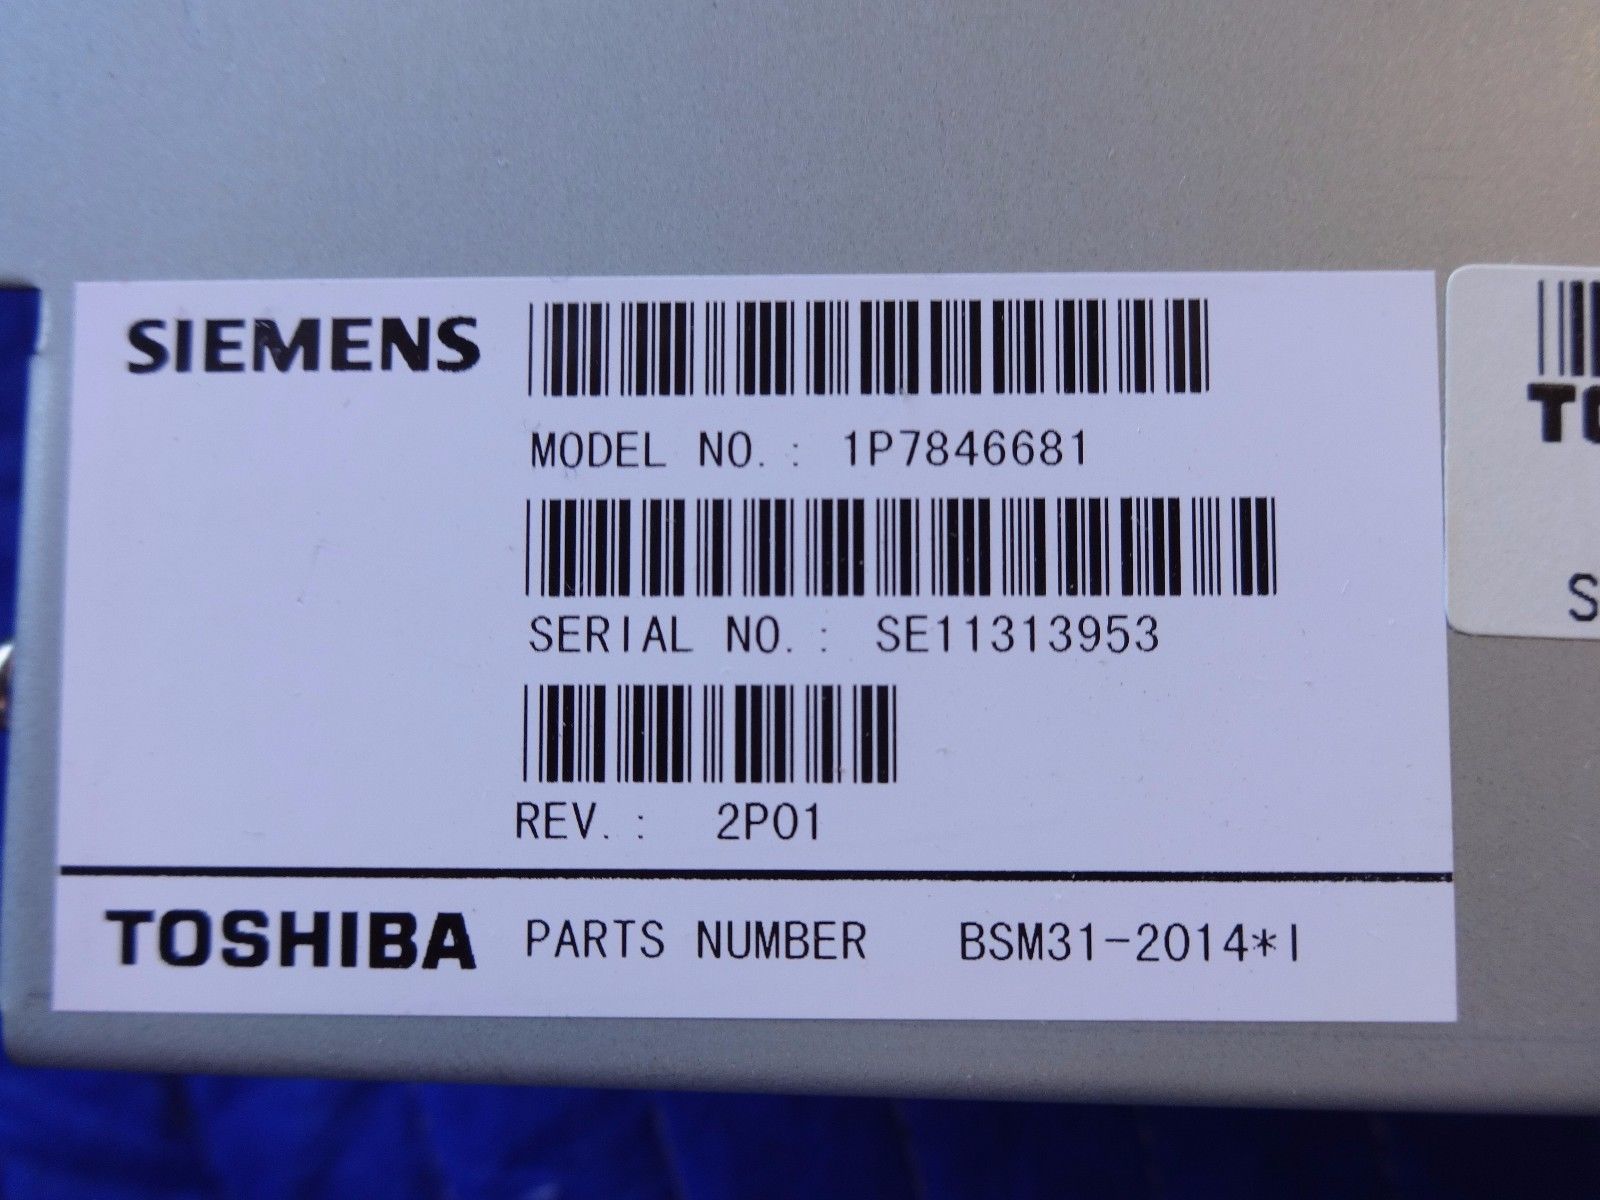 SIEMENS
MODEL NO. : 1P7846681
SERIAL NO. : SE11313953
REV. : 2P01
TOSHIBA PARTS NUMBER BSM31-2014*I